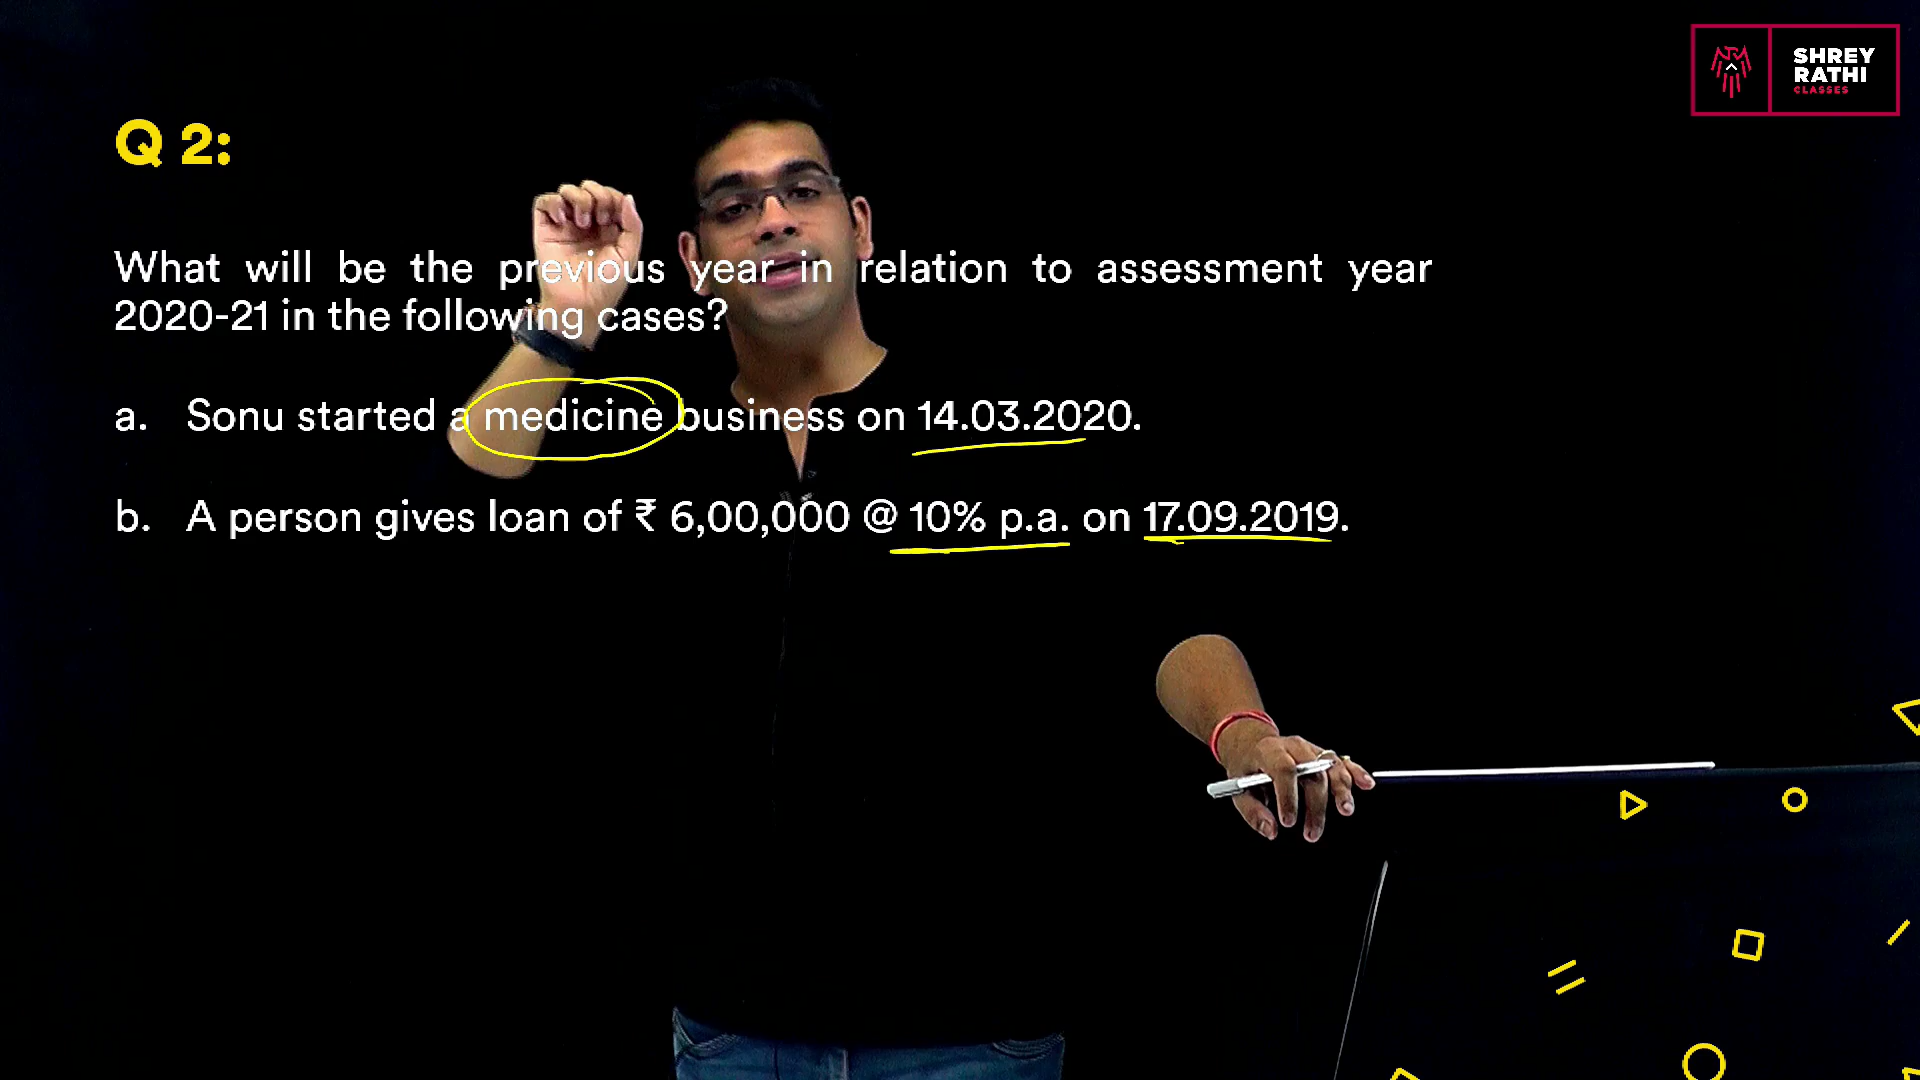 SHREY
RATHI
CLASSES
Q 2:
What will be the previous year in relation to assessment year
2020-21 in the following cases?
a. Sonu started a medicine business on 14.03.2020.
b. A person gives loan of ₹ 6,00,000 @ 10% p.a. on 17.09.2019.